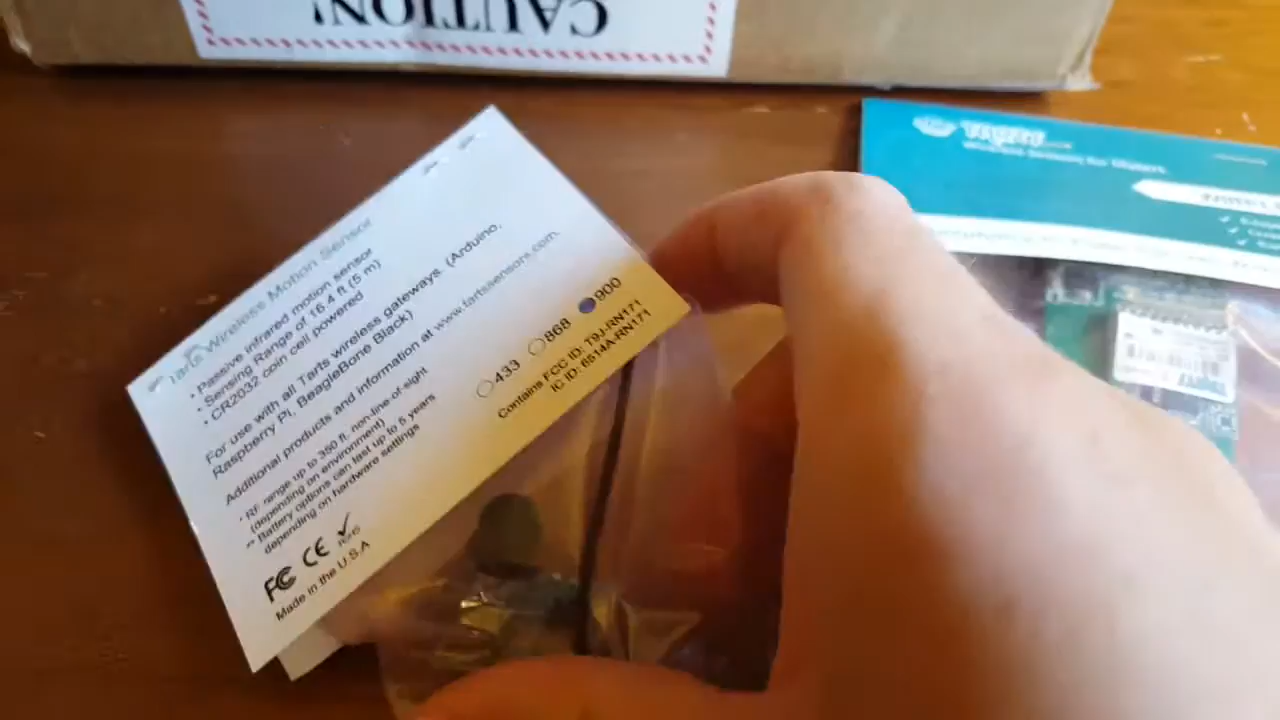 CAUTION!
Tarts Wireless Motion Sensor
• Passive infrared motion sensor
• Sensing Range of 16.4 ft (5 m)
• CR2032 coin cell powered
For use with all Tarts wireless gateways. (Arduino,
Raspberry Pi, BeagleBone Black)
Additional products and information at www.tartssensors.com.
* RF range up to 350 ft. non-line-of-sight
(depending on environment)
** Battery options can last up to 5 years
depending on hardware settings
433 868 900
Contains FCC ID: T9J-RN171
IC ID: 6514A-RN171
FC CE ✓
RoHS
Made in the U.S.A
Tarts
Wireless Sensors for Makers